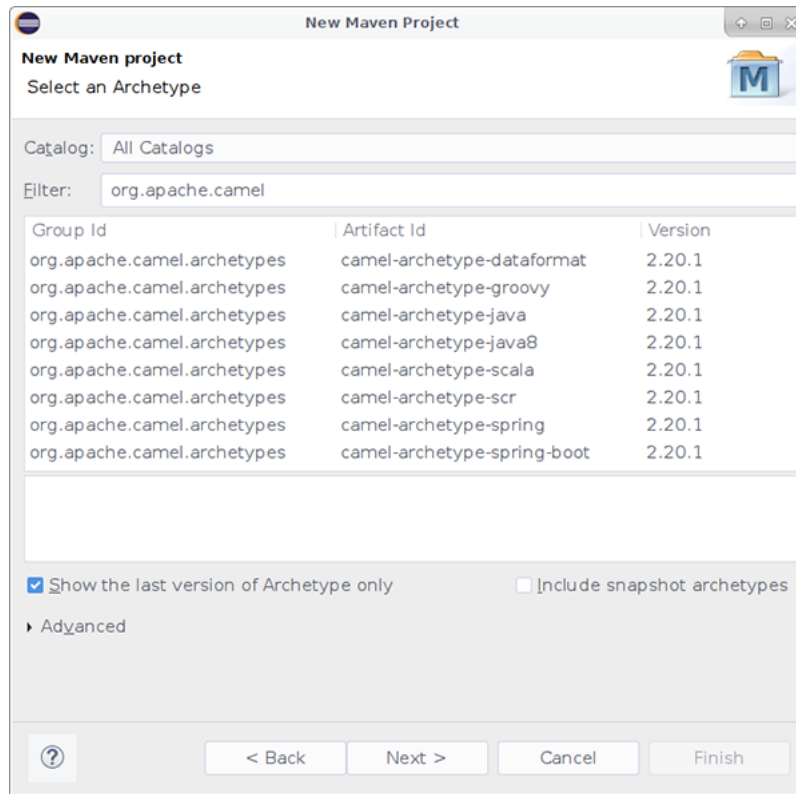 New Maven Project
New Maven project
Select an Archetype
M
Catalog: All Catalogs
Filter: org.apache.camel
Group Id Artifact Id Version
org.apache.camel.archetypes camel-archetype-dataformat 2.20.1
org.apache.camel.archetypes camel-archetype-groovy 2.20.1
org.apache.camel.archetypes camel-archetype-java 2.20.1
org.apache.camel.archetypes camel-archetype-java8 2.20.1
org.apache.camel.archetypes camel-archetype-scala 2.20.1
org.apache.camel.archetypes camel-archetype-scr 2.20.1
org.apache.camel.archetypes camel-archetype-spring 2.20.1
org.apache.camel.archetypes camel-archetype-spring-boot 2.20.1
Show the last version of Archetype only Include snapshot archetypes
Advanced
? < Back Next > Cancel Finish